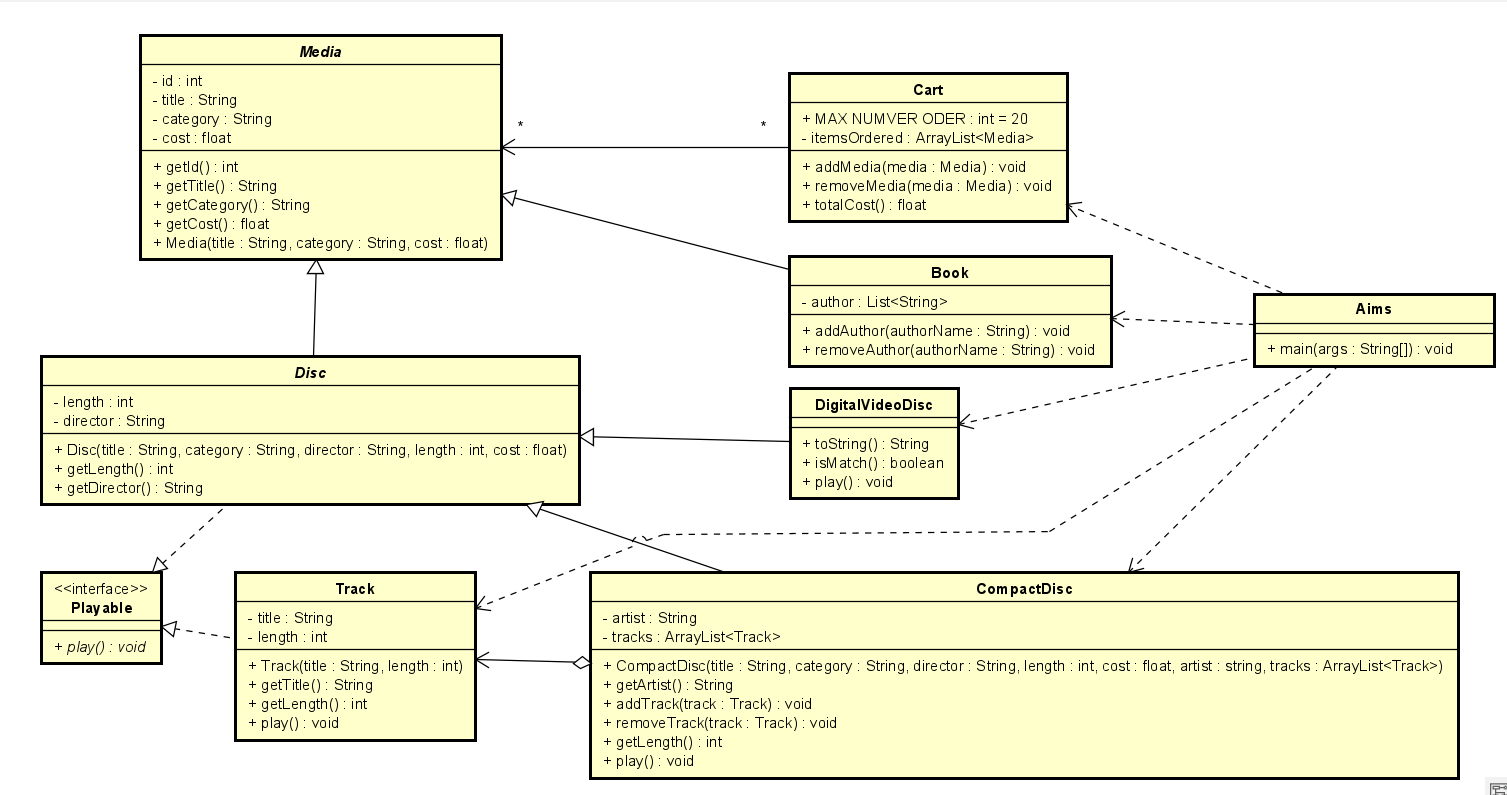 Media
- id : int
- title : String
- category : String
- cost : float
+ getId() : int
+ getTitle() : String
+ getCategory() : String
+ getCost() : float
+ Media(title : String, category : String, cost : float)
*
*
Cart
+ MAX NUMVER ODER : int = 20
- itemsOrdered : ArrayList<Media>
+ addMedia(media : Media) : void
+ removeMedia(media : Media) : void
+ totalCost() : float
Book
- author : List<String>
+ addAuthor(authorName : String) : void
+ removeAuthor(authorName : String) : void
Aims
+ main(args : String[]) : void
Disc
- length : int
- director : String
+ Disc(title : String, category : String, director : String, length : int, cost : float)
+ getLength() : int
+ getDirector() : String
DigitalVideoDisc
+ toString() : String
+ isMatch() : boolean
+ play() : void
<<interface>>
Playable
+ play() : void
Track
- title : String
- length : int
+ Track(title : String, length : int)
+ getTitle() : String
+ getLength() : int
+ play() : void
CompactDisc
- artist : String
- tracks : ArrayList<Track>
+ CompactDisc(title : String, category : String, director : String, length : int, cost : float, artist : string, tracks : ArrayList<Track>)
+ getArtist() : String
+ addTrack(track : Track) : void
+ removeTrack(track : Track) : void
+ getLength() : int
+ play() : void